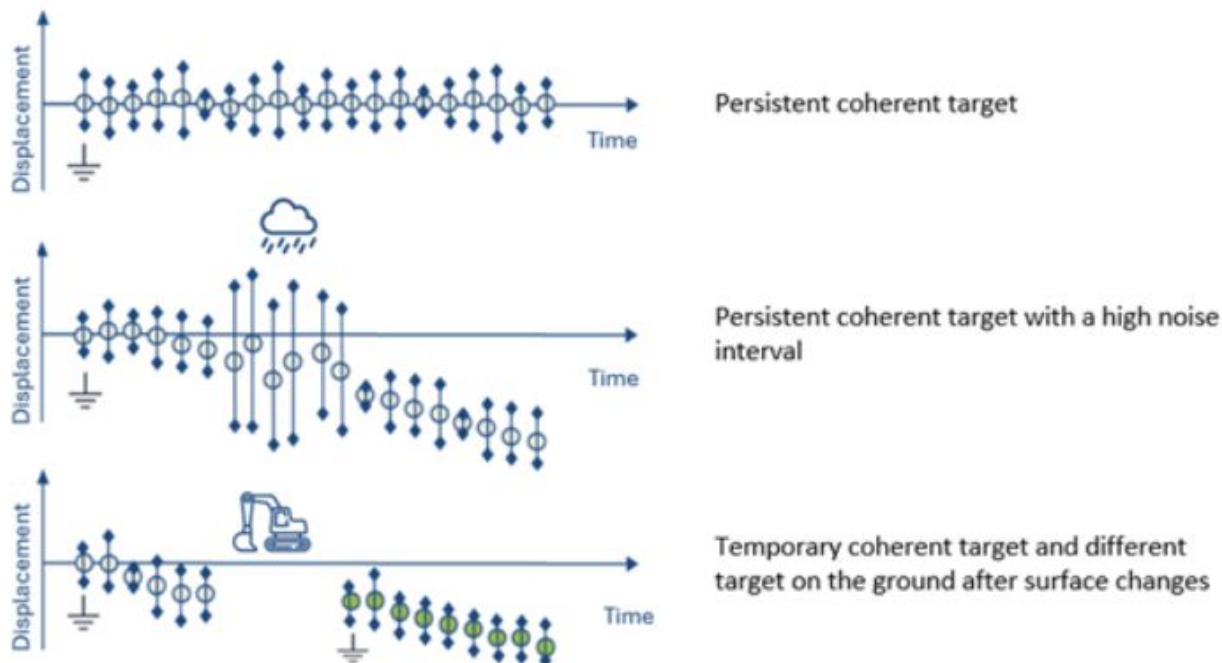 Displacement
Persistent coherent target
Time
Displacement
Persistent coherent target with a high noise
interval
Time
Displacement
Temporary coherent target and different
target on the ground after surface changes
Time